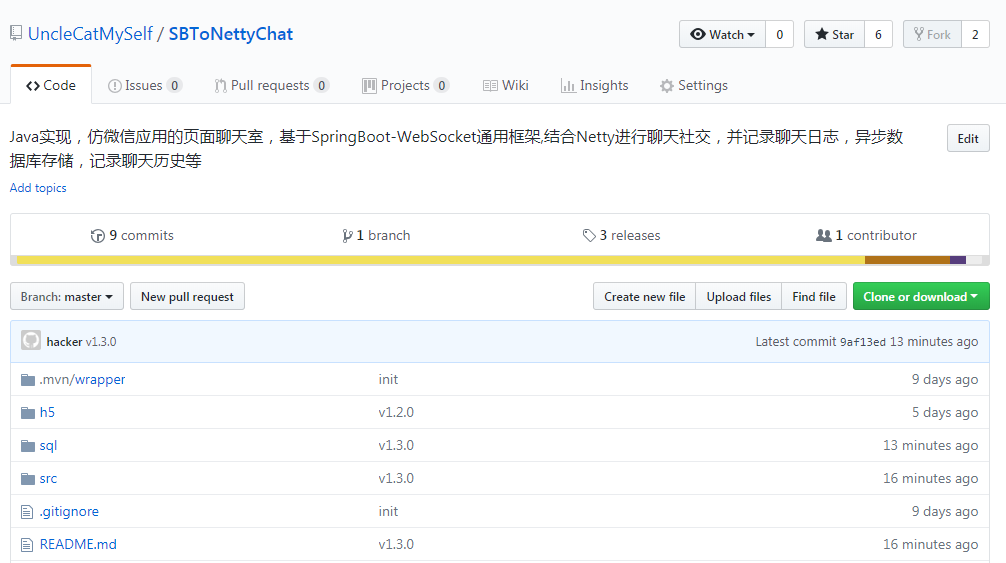 UncleCatMySelf / SBToNettyChat Watch 0 Star 6 Fork 2
Code Issues 0 Pull requests 0 Projects 0 Wiki Insights Settings
Java实现，仿微信应用的页面聊天室，基于SpringBoot-WebSocket通用框架,结合Netty进行聊天社交，并记录聊天日志，异步数 Edit
据库存储，记录聊天历史等
Add topics
9 commits 1 branch 3 releases 1 contributor
Branch: master New pull request Create new file Upload files Find file Clone or download
hacker v1.3.0 Latest commit 9af13ed 13 minutes ago
.mvn/wrapper init 9 days ago
h5 v1.2.0 5 days ago
sql v1.3.0 13 minutes ago
src v1.3.0 16 minutes ago
.gitignore init 9 days ago
README.md v1.3.0 16 minutes ago